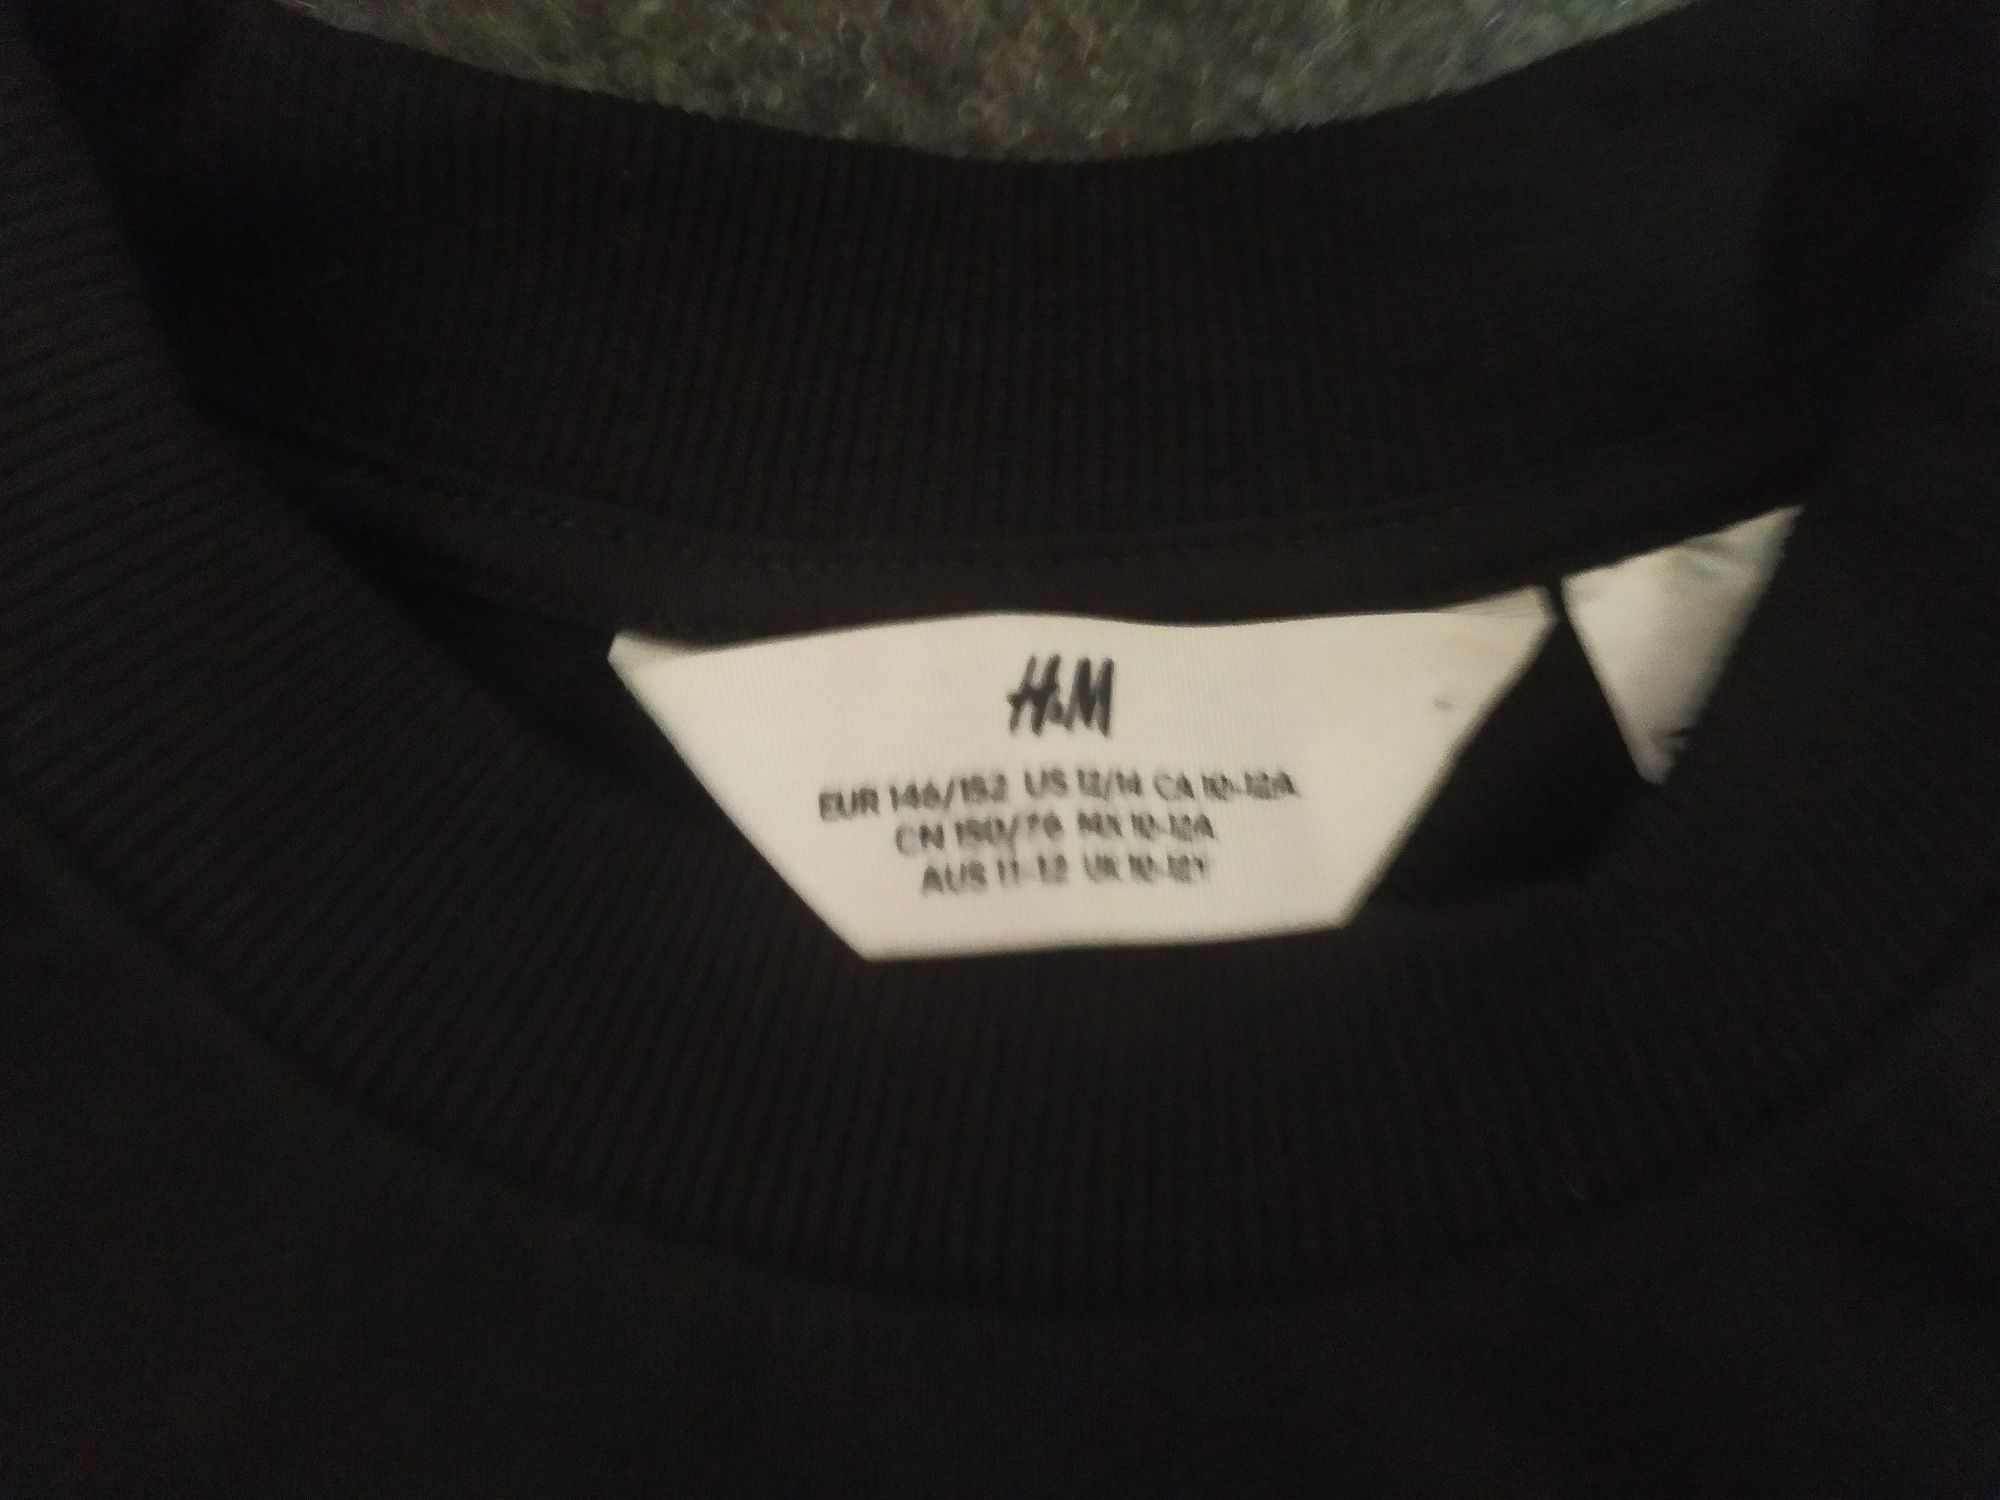 H&M
EUR 146/152 US 12/14 CA 10-12A
CN 150/76 MX 10-12A
AUS 11-12 UK 10-12Y